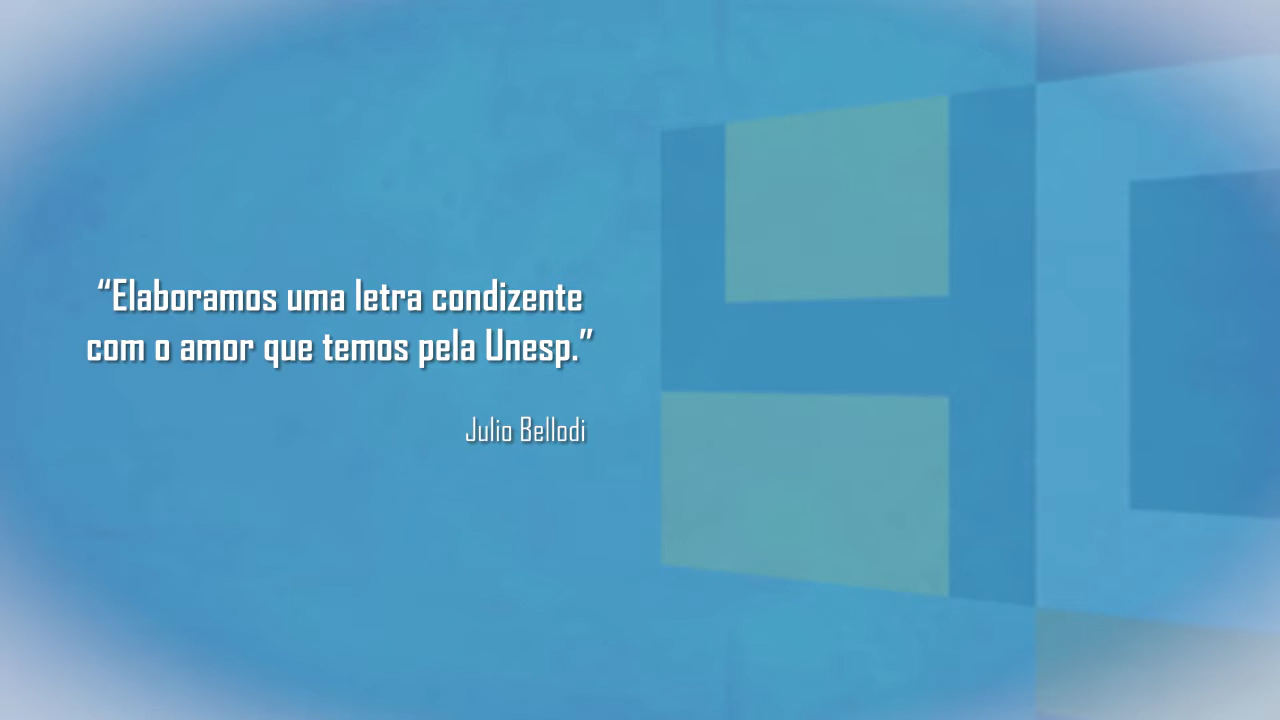 “Elaboramos uma letra condizente
com o amor que temos pela Unesp.”
Julio Bellodi